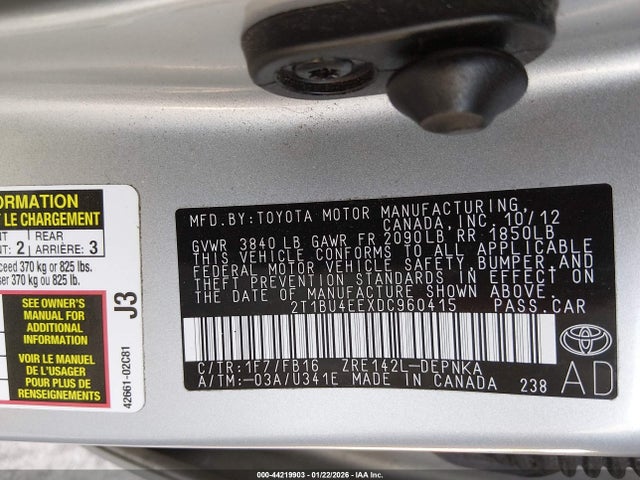 FORMATION
T LE CHARGEMENT
NT REAR
NT: 2 ARRIÈRE: 3
ceed 370 kg or 825 lbs.
ser 370 kg ou 825 lb.
SEE OWNER'S
MANUAL FOR
ADDITIONAL
INFORMATION
VOIR LE MANUEL
POUR PLUS DE
RENSEIGNEMENTS
J3
42661-02C81
MFD.BY:TOYOTA MOTOR MANUFACTURING,
CANADA, INC. 10/12
GVWR 3840 LB GAWR FR 2090LB RR 1850LB
THIS VEHICLE CONFORMS TO ALL APPLICABLE
FEDERAL MOTOR VEHICLE SAFETY, BUMPER, AND
THEFT PREVENTION STANDARDS IN EFFECT ON
THE DATE OF MANUFACTURE SHOWN ABOVE.
2T1BU4EEXDC960415 PASS.CAR
C/TR:1F7/FB16 ZRE142L-DEPNKA
A/TM:-03A/U341E MADE IN CANADA 238
TOYOTA
AD
000-44219903 - 01/22/2026 - IAA Inc.